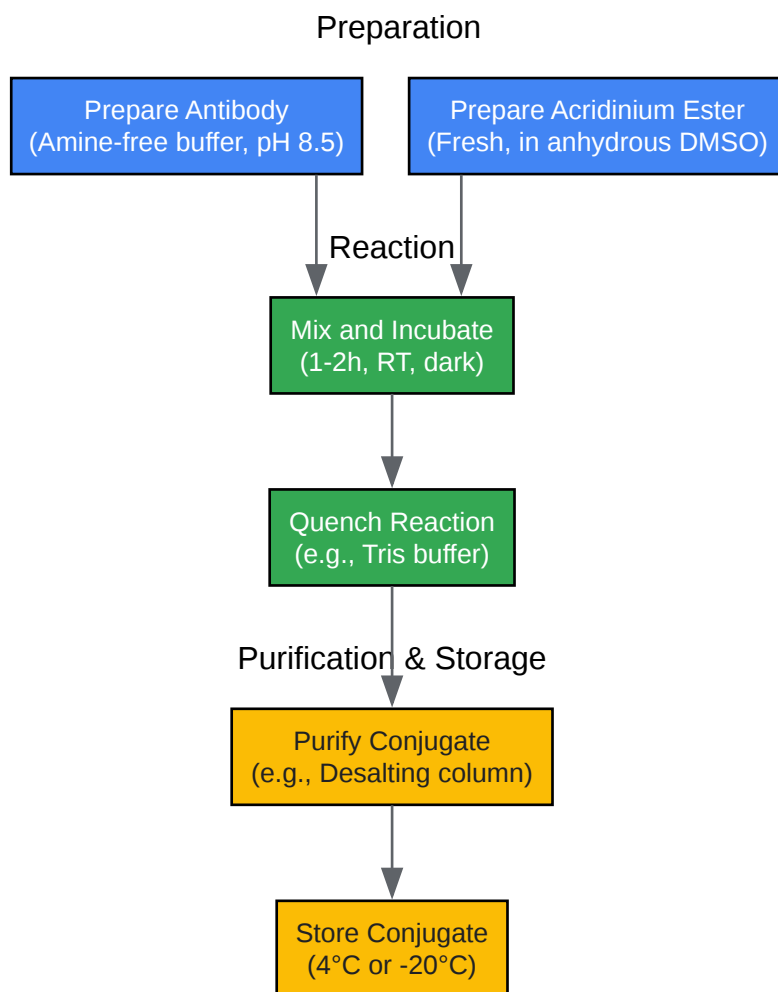 Preparation
Prepare Antibody
(Amine-free buffer, pH 8.5)
Prepare Acridinium Ester
(Fresh, in anhydrous DMSO)
Reaction
Mix and Incubate
(1-2h, RT, dark)
Quench Reaction
(e.g., Tris buffer)
Purification & Storage
Purify Conjugate
(e.g., Desalting column)
Store Conjugate
(4°C or -20°C)